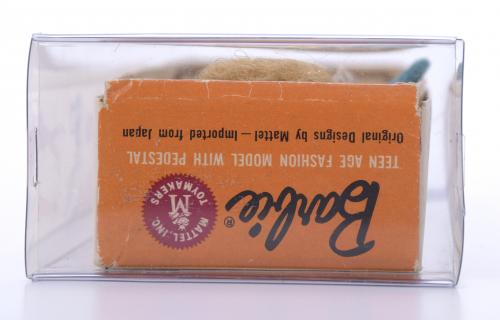 Barbie®
TEEN AGE FASHION MODEL WITH PEDESTAL
Original Designs by Mattel—Imported from Japan
MATTEL, INC.
M
TOYMAKERS